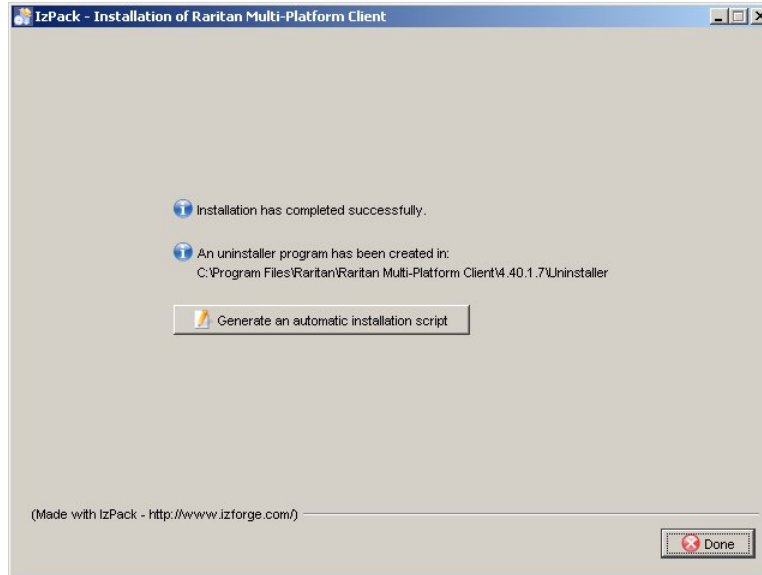 IzPack - Installation of Raritan Multi-Platform Client
Installation has completed successfully.
An uninstaller program has been created in:
C:\Program Files\Raritan\Raritan Multi-Platform Client\4.40.1.7\Uninstaller
Generate an automatic installation script
(Made with IzPack - http://www.izforge.com/)
Done